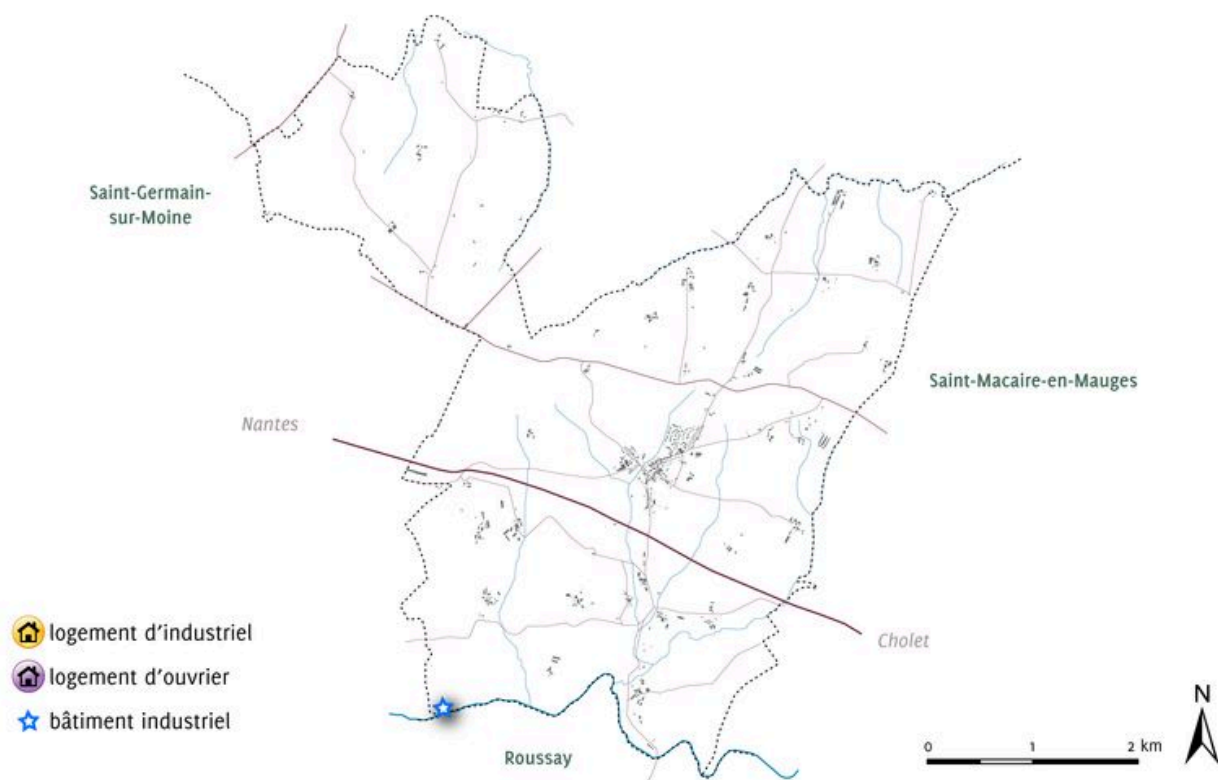 Saint-Germain-
sur-Moine
Saint-Macaire-en-Mauges
Nantes
logement d'industriel
logement d'ouvrier
bâtiment industriel
Cholet
Roussay
N
0 1 2 km